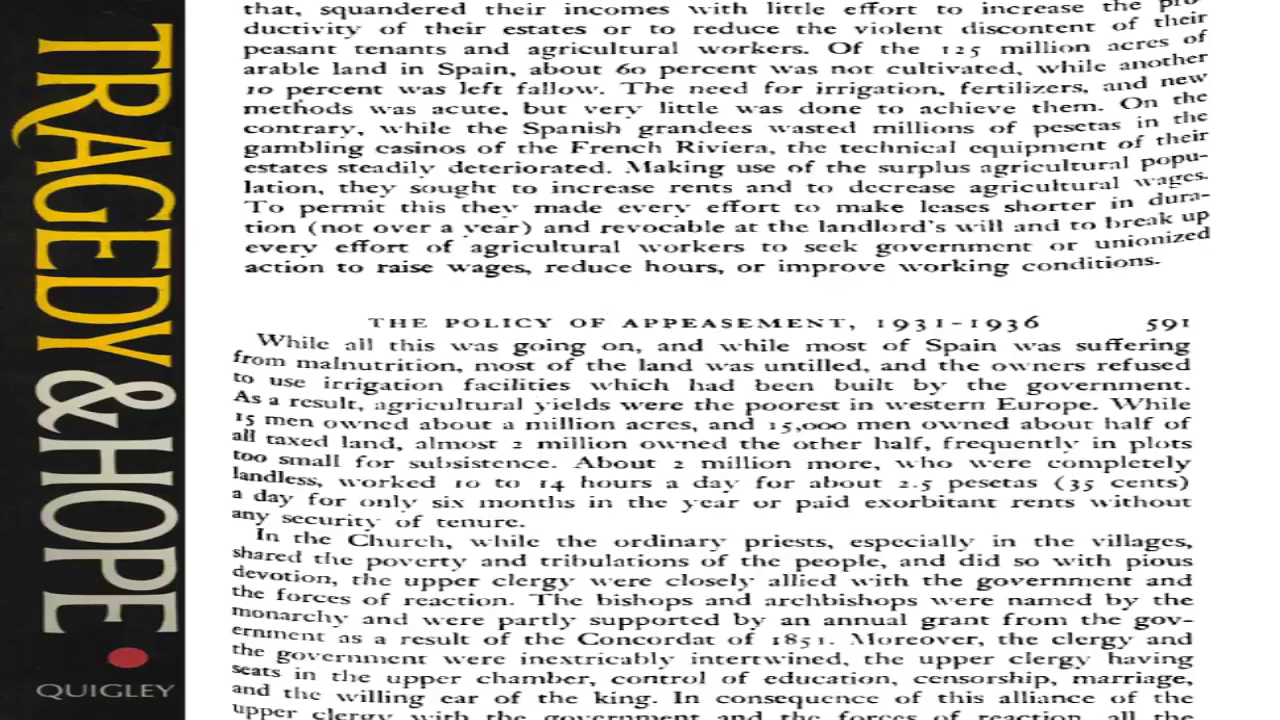 TRAGEDY & HOPE
QUIGLEY
that, squandered their incomes with little effort to increase the pro-
ductivity of their estates or to reduce the violent discontent of their
peasant tenants and agricultural workers. Of the 125 million acres of
arable land in Spain, about 60 percent was not cultivated, while another
10 percent was left fallow. The need for irrigation, fertilizers, and new
methods was acute, but very little was done to achieve them. On the
contrary, while the Spanish grandees wasted millions of pesetas in the
gambling casinos of the French Riviera, the technical equipment of their
estates steadily deteriorated. Making use of the surplus agricultural popu-
lation, they sought to increase rents and to decrease agricultural wages.
To permit this they made every effort to make leases shorter in dura-
tion (not over a year) and revocable at the landlord's will and to break up
every effort of agricultural workers to seek government or unionized
action to raise wages, reduce hours, or improve working conditions.
THE POLICY OF APPEASEMENT, 1931-1936 591
While all this was going on, and while most of Spain was suffering
from malnutrition, most of the land was untilled, and the owners refused
to use irrigation facilities which had been built by the government.
As a result, agricultural yields were the poorest in western Europe. While
15 men owned about a million acres, and 15,000 men owned about half of
all taxed land, almost 2 million owned the other half, frequently in plots
too small for subsistence. About 2 million more, who were completely
landless, worked 10 to 14 hours a day for about 2.5 pesetas (35 cents)
a day for only six months in the year or paid exorbitant rents without
any security of tenure.
In the Church, while the ordinary priests, especially in the villages,
shared the poverty and tribulations of the people, and did so with pious
devotion, the upper clergy were closely allied with the government and
the forces of reaction. The bishops and archbishops were named by the
monarchy and were partly supported by an annual grant from the gov-
ernment as a result of the Concordat of 1851. Moreover, the clergy and
the government were inextricably intertwined, the upper clergy having
seats in the upper chamber, control of education, censorship, marriage,
and the willing ear of the king. In consequence of this alliance of the
upper clergy with the government and the forces of reaction, all the